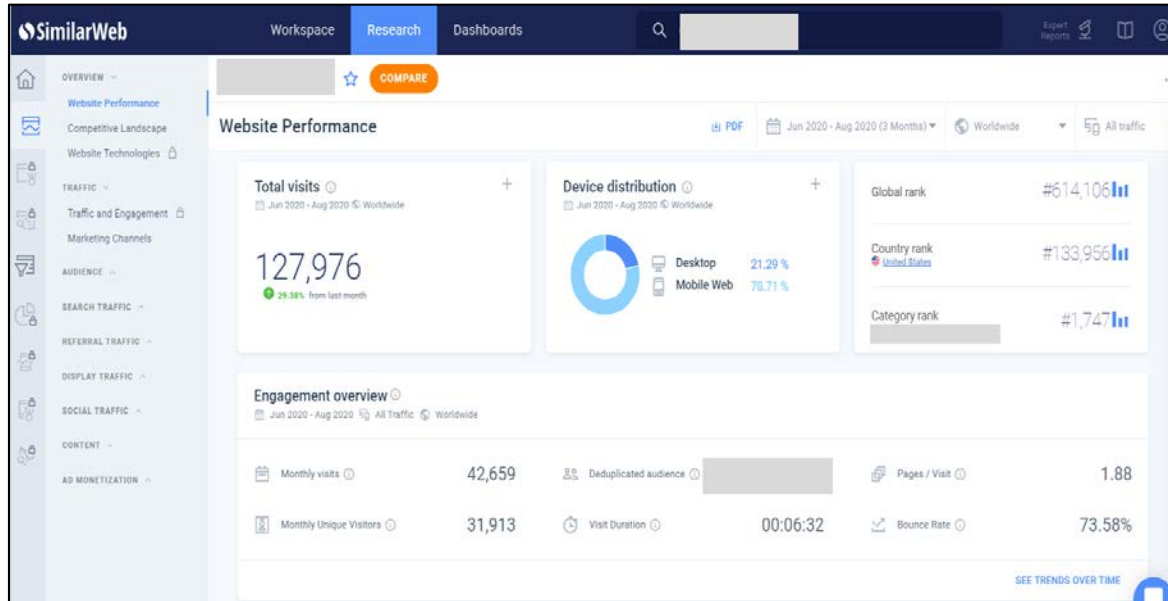 SimilarWeb
Workspace Research Dashboards
Expert Reports
OVERVIEW
Website Performance
Competitive Landscape
Website Technologies
TRAFFIC
Traffic and Engagement
Marketing Channels
AUDIENCE
SEARCH TRAFFIC
REFERRAL TRAFFIC
DISPLAY TRAFFIC
SOCIAL TRAFFIC
CONTENT
AD MONETIZATION
COMPARE
Website Performance
PDF Jun 2020 - Aug 2020 (3 Months) Worldwide All traffic
Total visits
Jun 2020 - Aug 2020 Worldwide
127,976
29.38% from last month
Device distribution
Jun 2020 - Aug 2020 Worldwide
Desktop 21.29 %
Mobile Web 78.71 %
Global rank #614,106
Country rank #133,956
United States
Category rank #1,747
Engagement overview
Jun 2020 - Aug 2020 All Traffic Worldwide
Monthly visits 42,659 Deduplicated audience Pages / Visit 1.88
Monthly Unique Visitors 31,913 Visit Duration 00:06:32 Bounce Rate 73.58%
SEE TRENDS OVER TIME